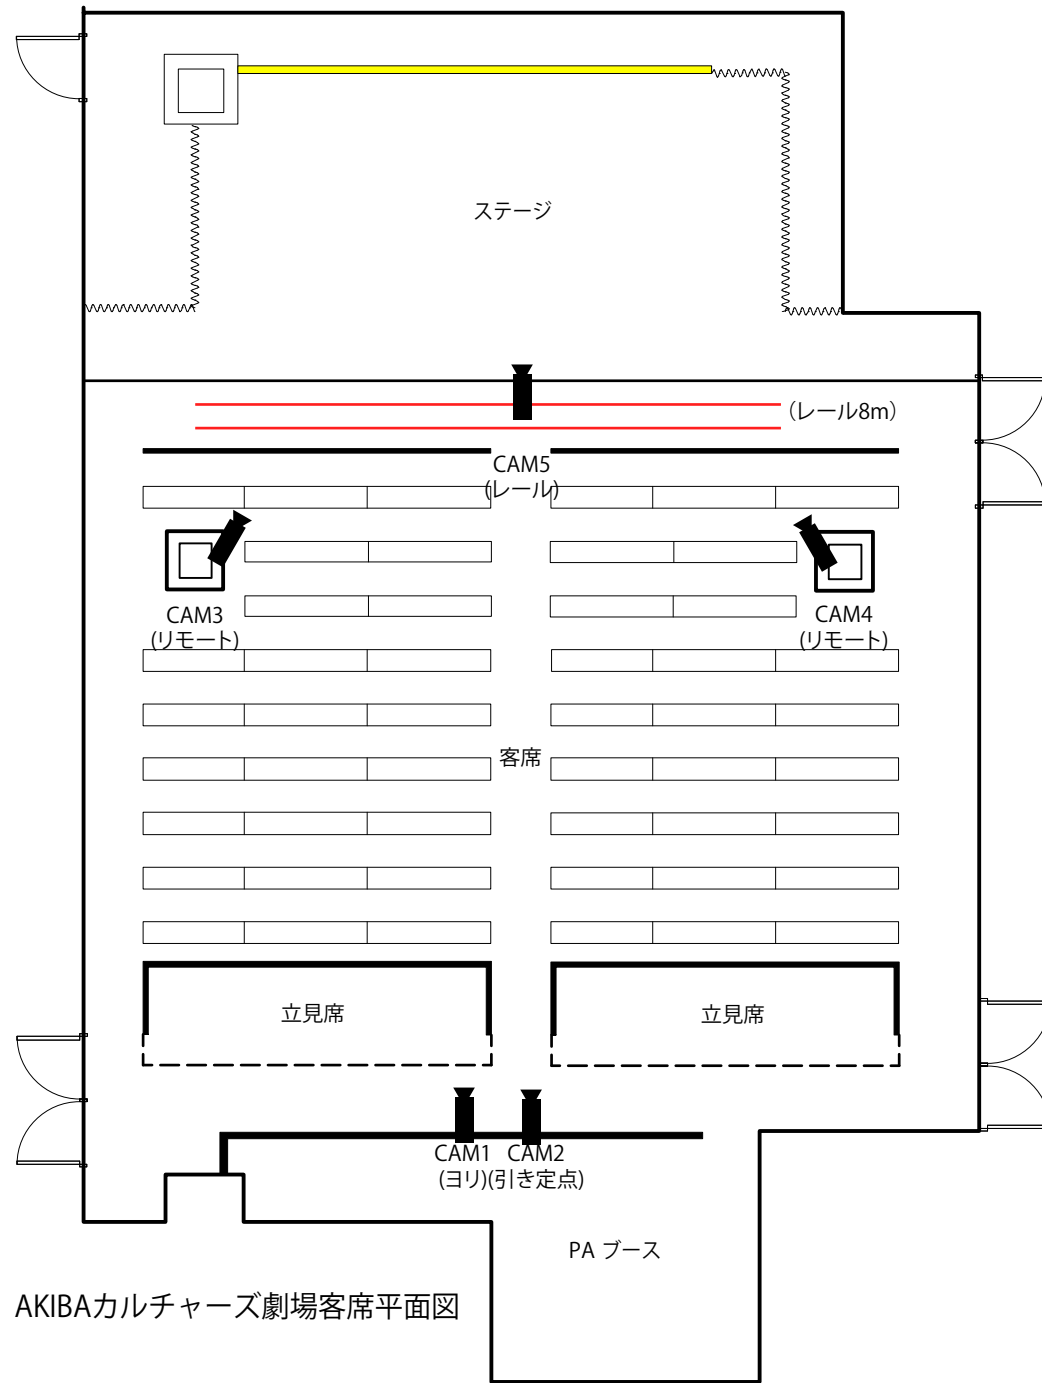 ステージ
（レール8m）
CAM5
(レール)
CAM3
(リモート)
CAM4
(リモート)
客席
立見席
立見席
CAM1
(ヨリ)
CAM2
(引き定点)
PA ブース
AKIBAカルチャーズ劇場客席平面図